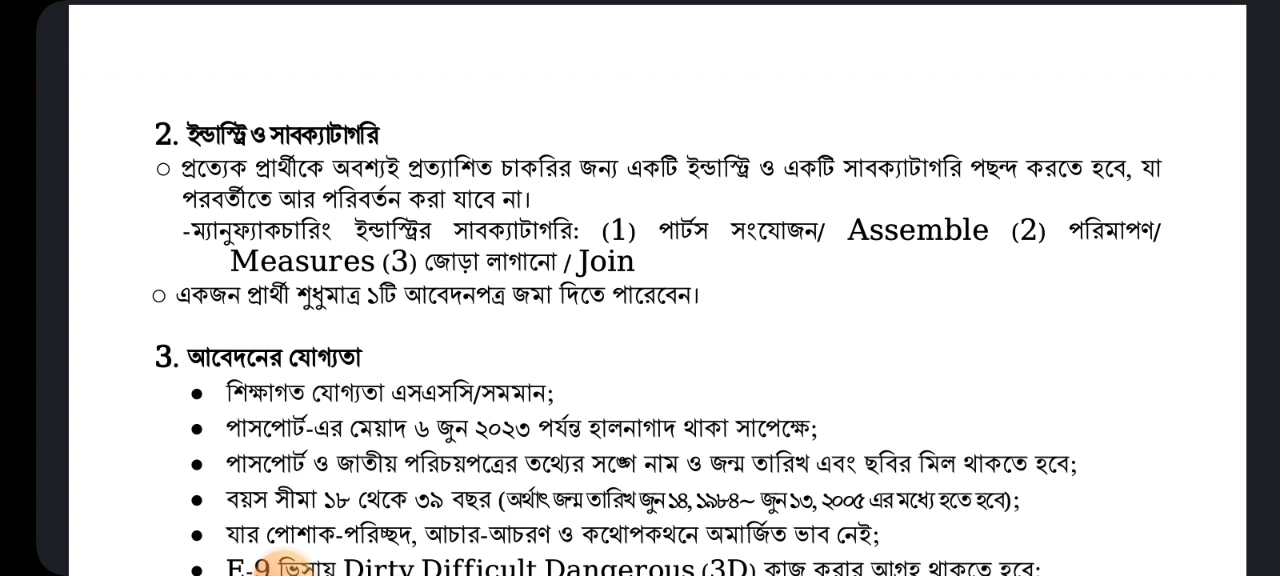 2. ইন্ডাস্ট্রি ও সাবক্যাটাগরি
○ প্রত্যেক প্রার্থীকে অবশ্যই প্রত্যাশিত চাকরির জন্য একটি ইন্ডাস্ট্রি ও একটি সাবক্যাটাগরি পছন্দ করতে হবে, যা
পরবর্তীতে আর পরিবর্তন করা যাবে না।
-ম্যানুফ্যাকচারিং ইন্ডাস্ট্রির সাবক্যাটাগরি: (1) পার্টস সংযোজন/ Assemble (2) পরিমাপণ/
Measures (3) জোড়া লাগানো / Join
○ একজন প্রার্থী শুধুমাত্র ১টি আবেদনপত্র জমা দিতে পারেবেন।
3. আবেদনের যোগ্যতা
● শিক্ষাগত যোগ্যতা এসএসসি/সমমান;
● পাসপোর্ট-এর মেয়াদ ৬ জুন ২০২৩ পর্যন্ত হালনাগাদ থাকা সাপেক্ষে;
● পাসপোর্ট ও জাতীয় পরিচয়পত্রের তথ্যের সঙ্গে নাম ও জন্ম তারিখ এবং ছবির মিল থাকতে হবে;
● বয়স সীমা ১৮ থেকে ৩৯ বছর (অর্থাৎ জন্ম তারিখ জুন ১৪, ১৯৮৪~ জুন ১৩, ২০০৫ এর মধ্যে হতে হবে);
● যার পোশাক-পরিচ্ছদ, আচার-আচরণ ও কথোপকথনে অমার্জিত ভাব নেই;
● E-9 ভিসায় Dirty Difficult Dangerous (3D) কাজ করার আগ্রহ থাকতে হবে;